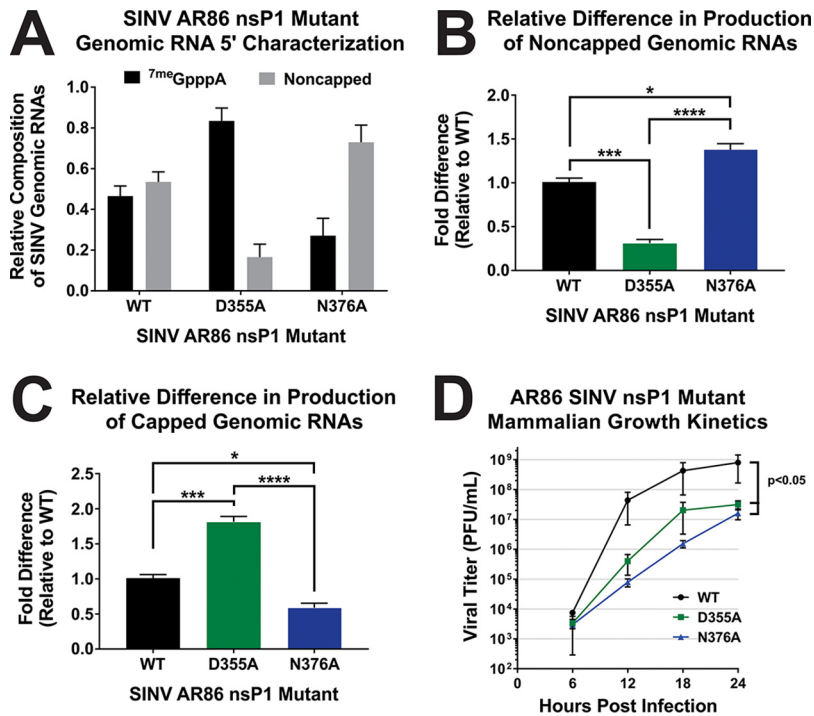 A
SINV AR86 nsP1 Mutant
Genomic RNA 5' Characterization
7meGpppA
Noncapped
Relative Composition
of SINV Genomic RNAs
1.0
0.8
0.6
0.4
0.2
0.0
WT
D355A
N376A
SINV AR86 nsP1 Mutant
B
Relative Difference in Production
of Noncapped Genomic RNAs
Fold Difference
(Relative to WT)
2.0
1.5
1.0
0.5
0.0
*
****
***
WT
D355A
N376A
SINV AR86 nsP1 Mutant
C
Relative Difference in Production
of Capped Genomic RNAs
Fold Difference
(Relative to WT)
2.5
2.0
1.5
1.0
0.5
0.0
*
****
***
WT
D355A
N376A
SINV AR86 nsP1 Mutant
D
AR86 SINV nsP1 Mutant
Mammalian Growth Kinetics
Viral Titer (PFU/mL)
10⁹
10⁸
10⁷
10⁶
10⁵
10⁴
10³
10²
p<0.05
WT
D355A
N376A
0
6
12
18
24
Hours Post Infection